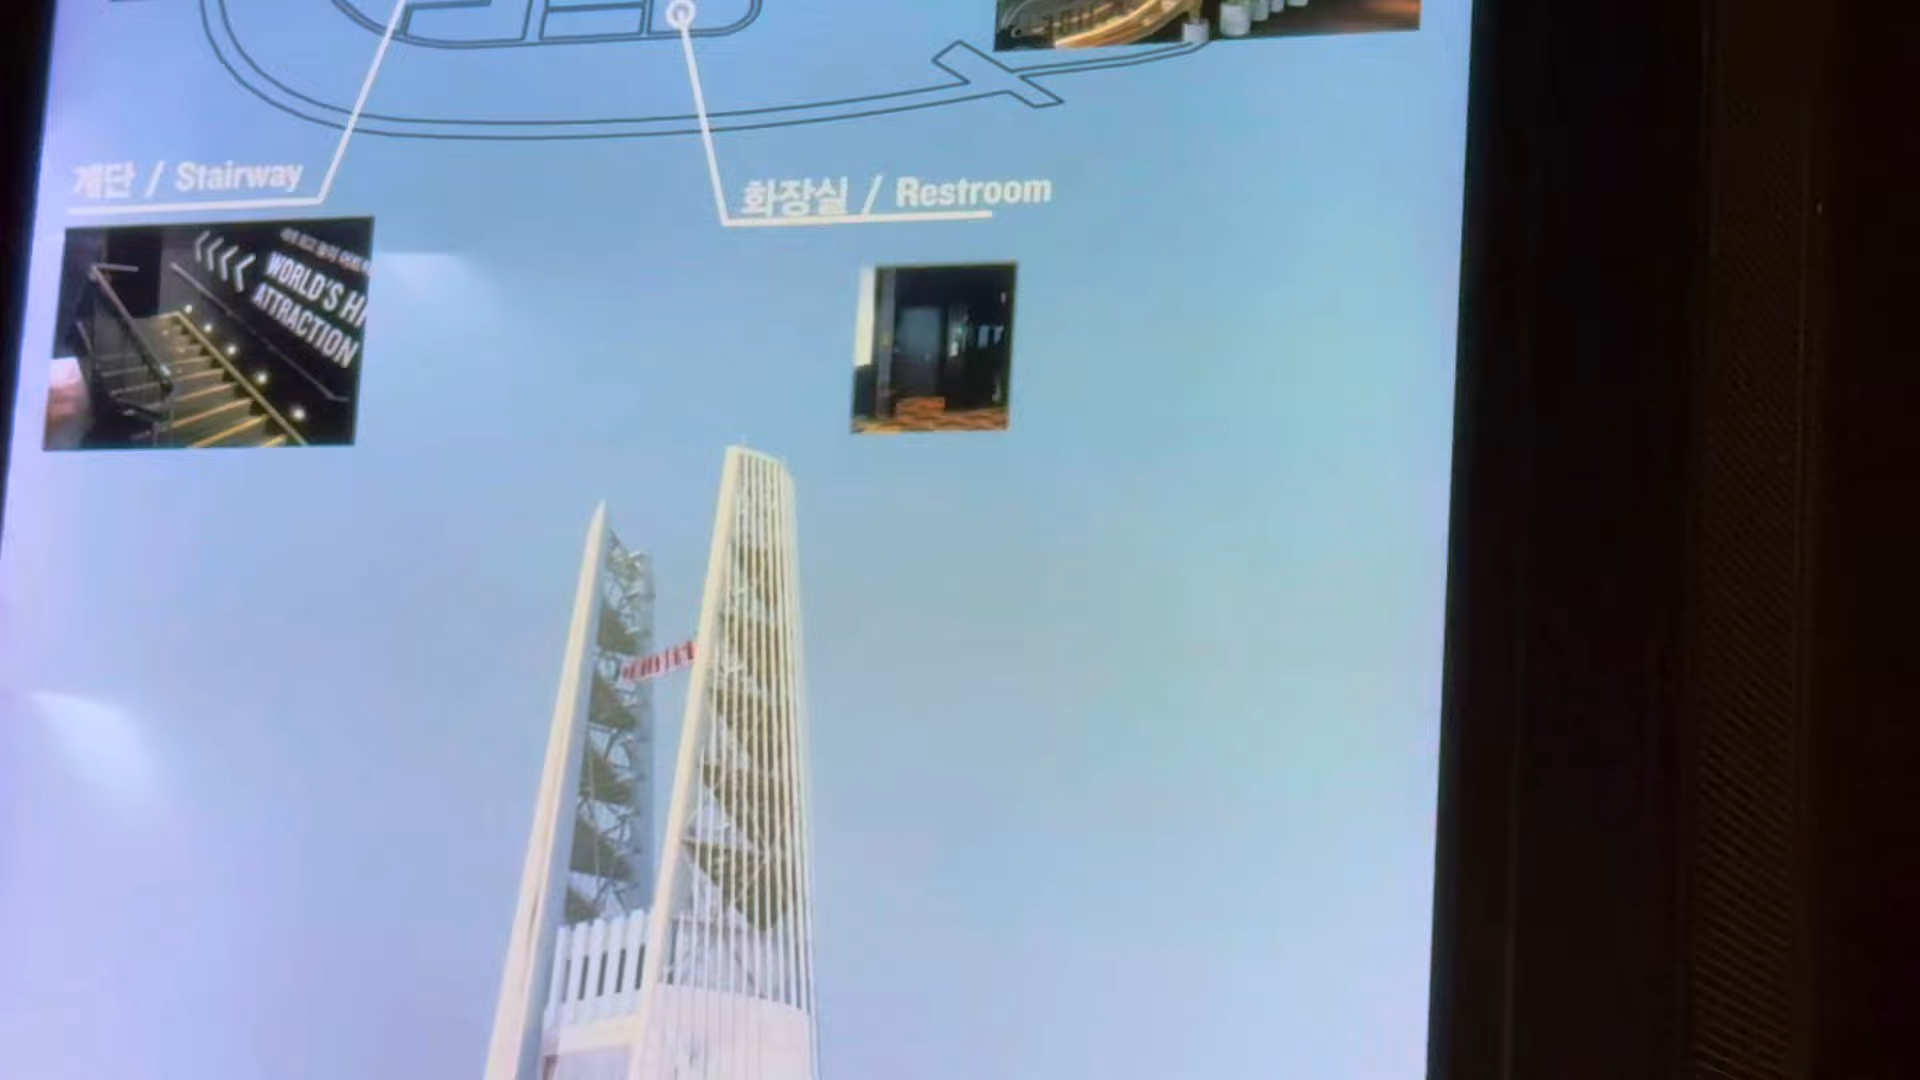 계단 / Stairway
화장실 / Restroom
WORLD'S
ATTRACTION